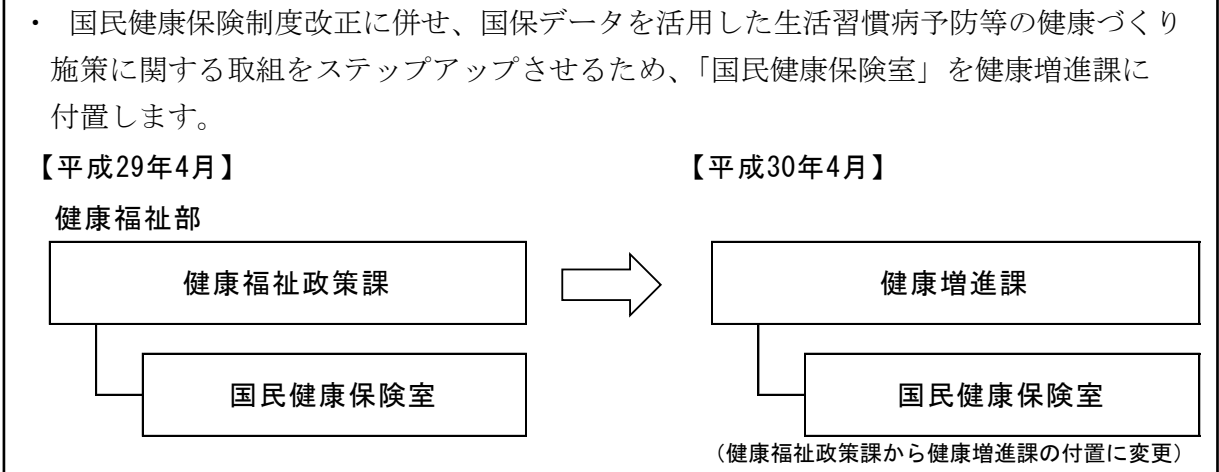 ・ 国民健康保険制度改正に併せ、国保データを活用した生活習慣病予防等の健康づくり
施策に関する取組をステップアップさせるため、「国民健康保険室」を健康増進課に
付置します。
【平成29年4月】
【平成30年4月】
健康福祉部
健康福祉政策課
健康増進課
国民健康保険室
国民健康保険室
（健康福祉政策課から健康増進課の付置に変更）